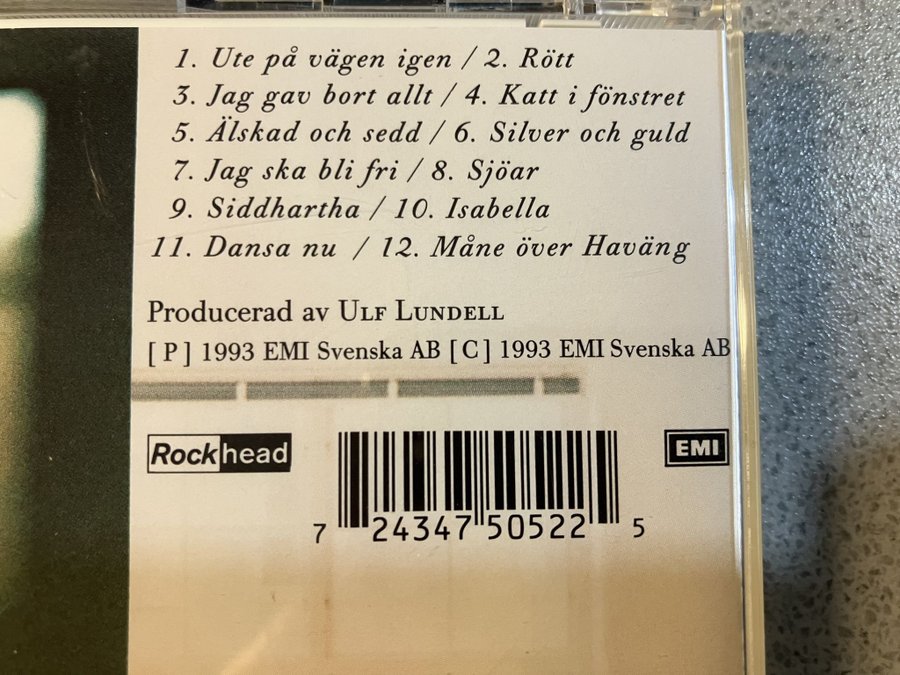 1. Ute på vägen igen / 2. Rött
3. Jag gav bort allt / 4. Katt i fönstret
5. Älskad och sedd / 6. Silver och guld
7. Jag ska bli fri / 8. Sjöar
9. Siddhartha / 10. Isabella
11. Dansa nu / 12. Måne över Haväng
Producerad av ULF LUNDELL
[ P ] 1993 EMI Svenska AB [ C ] 1993 EMI Svenska AB
Rockhead
EMI
7 24347 50522 5